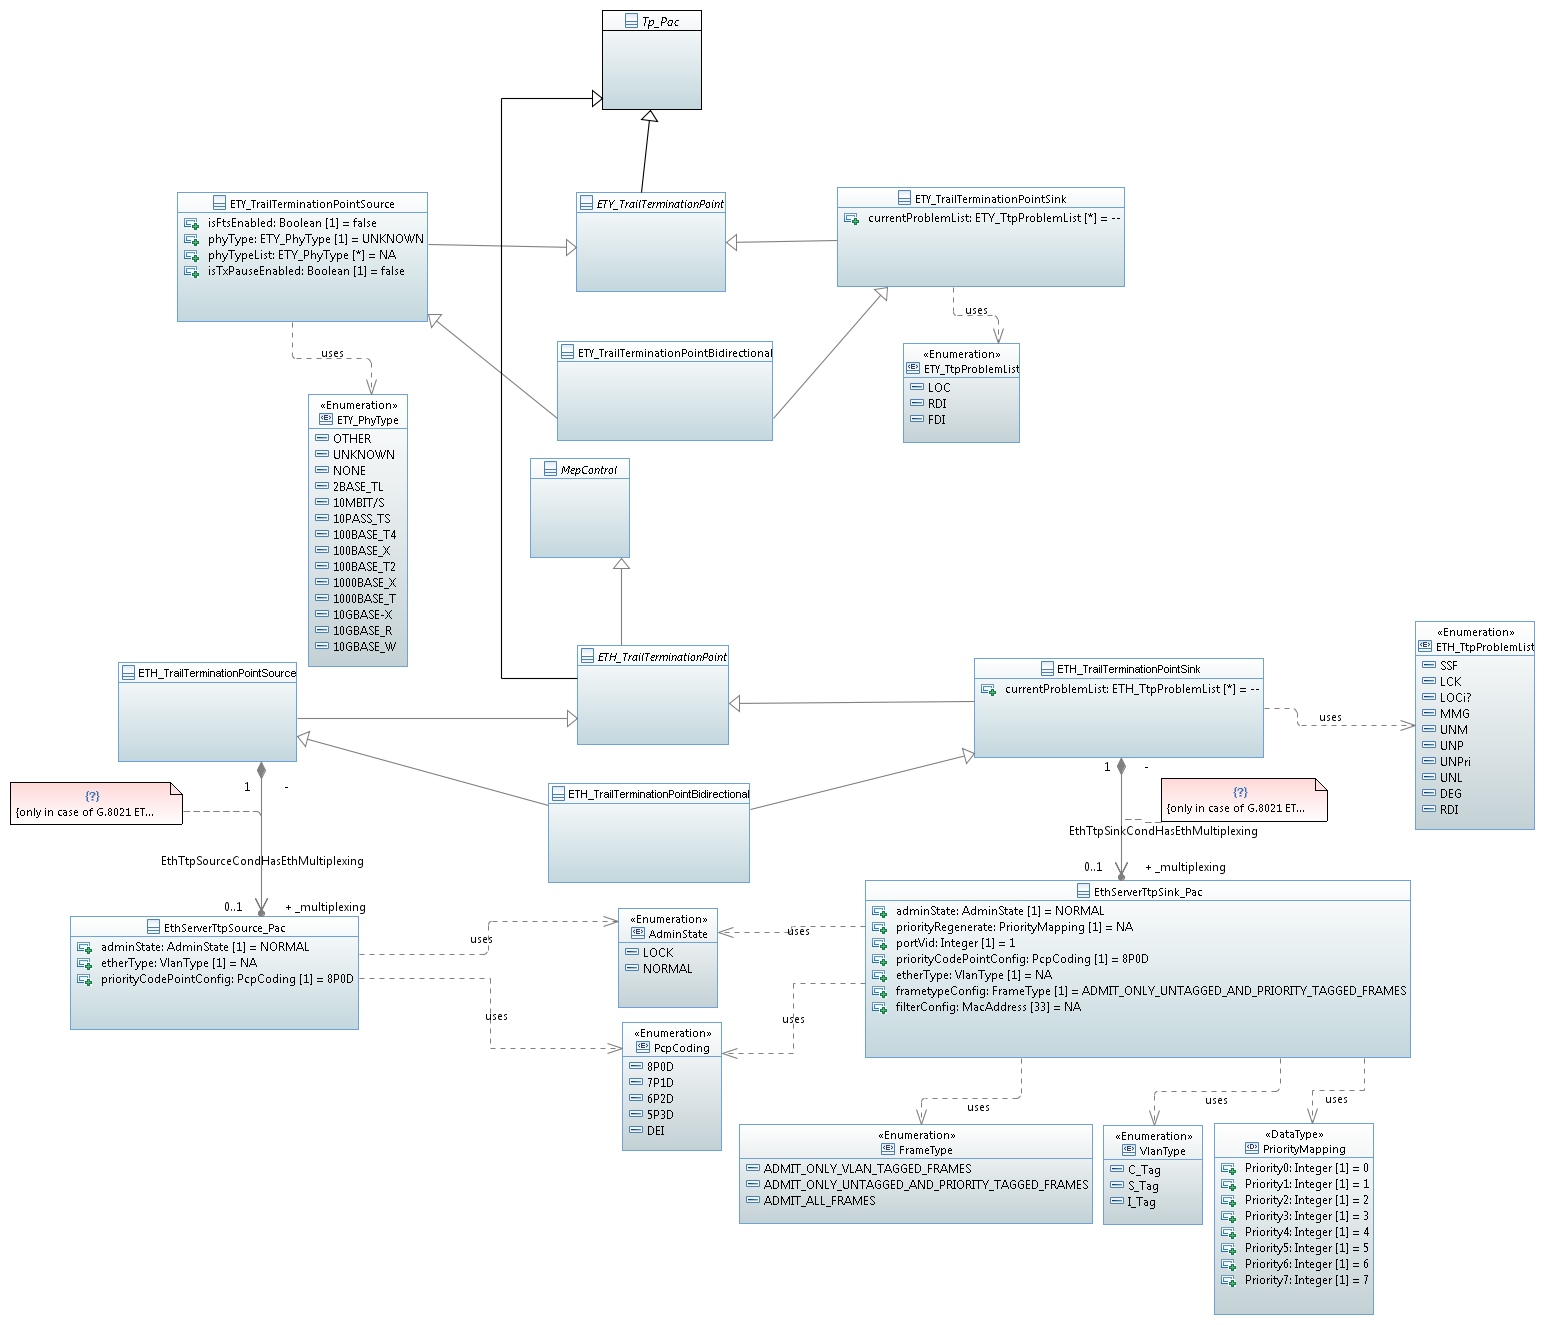 Tp_Pac
ETY_TrailTerminationPointSource
isFtsEnabled: Boolean [1] = false
phyType: ETY_PhyType [1] = UNKNOWN
phyTypeList: ETY_PhyType [*] = NA
isTxPauseEnabled: Boolean [1] = false
ETY_TrailTerminationPoint
ETY_TrailTerminationPointSink
currentProblemList: ETY_TtpProblemList [*] = --
uses
uses
ETY_TrailTerminationPointBidirectional
«Enumeration»
ETY_TtpProblemList
LOC
RDI
FDI
«Enumeration»
ETY_PhyType
OTHER
UNKNOWN
NONE
2BASE_TL
10MBIT/S
10PASS_TS
100BASE_T4
100BASE_X
100BASE_T2
1000BASE_X
1000BASE_T
10GBASE-X
10GBASE_R
10GBASE_W
MepControl
ETH_TrailTerminationPointSource
ETH_TrailTerminationPoint
ETH_TrailTerminationPointSink
currentProblemList: ETH_TtpProblemList [*] = --
uses
«Enumeration»
ETH_TtpProblemList
SSF
LCK
LOCi?
MMG
UNM
UNP
UNPri
UNL
DEG
RDI
1
-
{?}
{only in case of G.8021 ET...
EthTtpSourceCondHasEthMultiplexing
0..1
+ _multiplexing
ETH_TrailTerminationPointBidirectional
1
-
{?}
{only in case of G.8021 ET...
EthTtpSinkCondHasEthMultiplexing
0..1
+ _multiplexing
EthServerTtpSource_Pac
adminState: AdminState [1] = NORMAL
etherType: VlanType [1] = NA
priorityCodePointConfig: PcpCoding [1] = 8P0D
uses
uses
«Enumeration»
AdminState
LOCK
NORMAL
uses
uses
EthServerTtpSink_Pac
adminState: AdminState [1] = NORMAL
priorityRegenerate: PriorityMapping [1] = NA
portVid: Integer [1] = 1
priorityCodePointConfig: PcpCoding [1] = 8P0D
etherType: VlanType [1] = NA
frametypeConfig: FrameType [1] = ADMIT_ONLY_UNTAGGED_AND_PRIORITY_TAGGED_FRAMES
filterConfig: MacAddress [33] = NA
«Enumeration»
PcpCoding
8P0D
7P1D
6P2D
5P3D
DEI
uses
uses
uses
«Enumeration»
FrameType
ADMIT_ONLY_VLAN_TAGGED_FRAMES
ADMIT_ONLY_UNTAGGED_AND_PRIORITY_TAGGED_FRAMES
ADMIT_ALL_FRAMES
«Enumeration»
VlanType
C_Tag
S_Tag
I_Tag
«DataType»
PriorityMapping
Priority0: Integer [1] = 0
Priority1: Integer [1] = 1
Priority2: Integer [1] = 2
Priority3: Integer [1] = 3
Priority4: Integer [1] = 4
Priority5: Integer [1] = 5
Priority6: Integer [1] = 6
Priority7: Integer [1] = 7